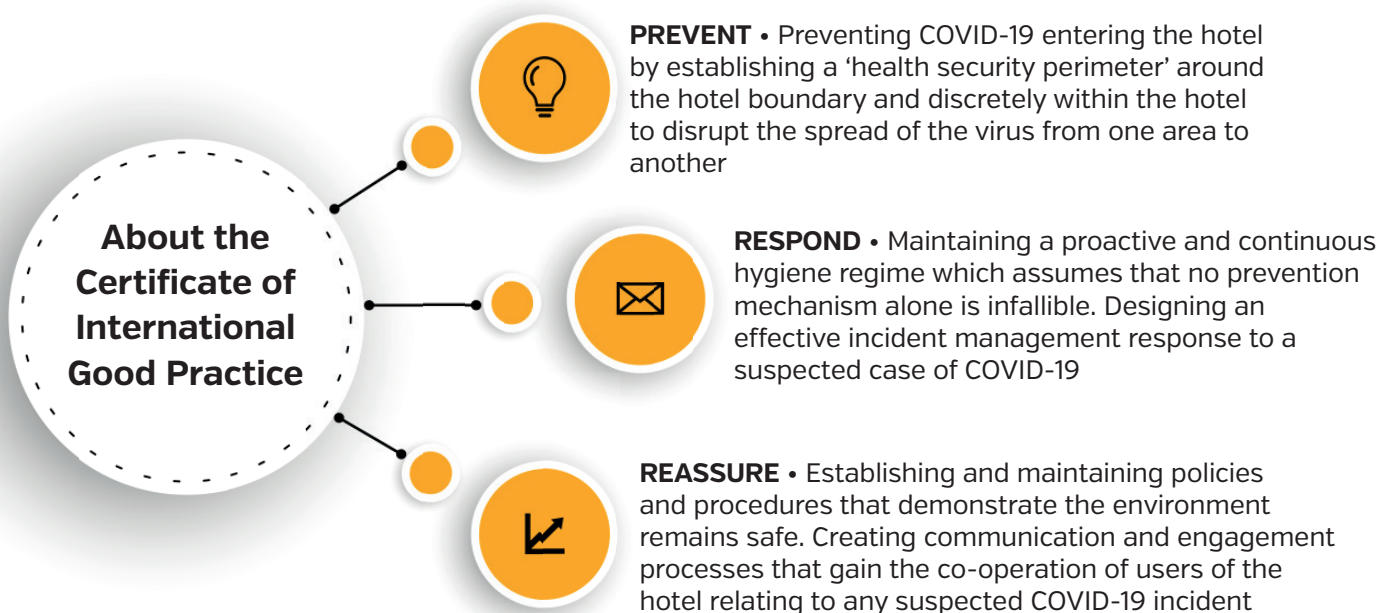 About the
Certificate of
International
Good Practice
PREVENT • Preventing COVID-19 entering the hotel
by establishing a ‘health security perimeter’ around
the hotel boundary and discretely within the hotel
to disrupt the spread of the virus from one area to
another
RESPOND • Maintaining a proactive and continuous
hygiene regime which assumes that no prevention
mechanism alone is infallible. Designing an
effective incident management response to a
suspected case of COVID-19
REASSURE • Establishing and maintaining policies
and procedures that demonstrate the environment
remains safe. Creating communication and engagement
processes that gain the co-operation of users of the
hotel relating to any suspected COVID-19 incident